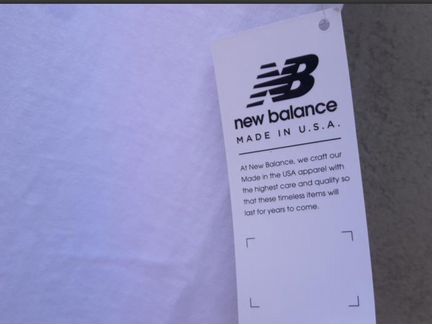 NB
new balance
MADE IN U.S.A.
At New Balance, we craft our
Made in the USA apparel with
the highest care and quality so
that these timeless items will
last for years to come.